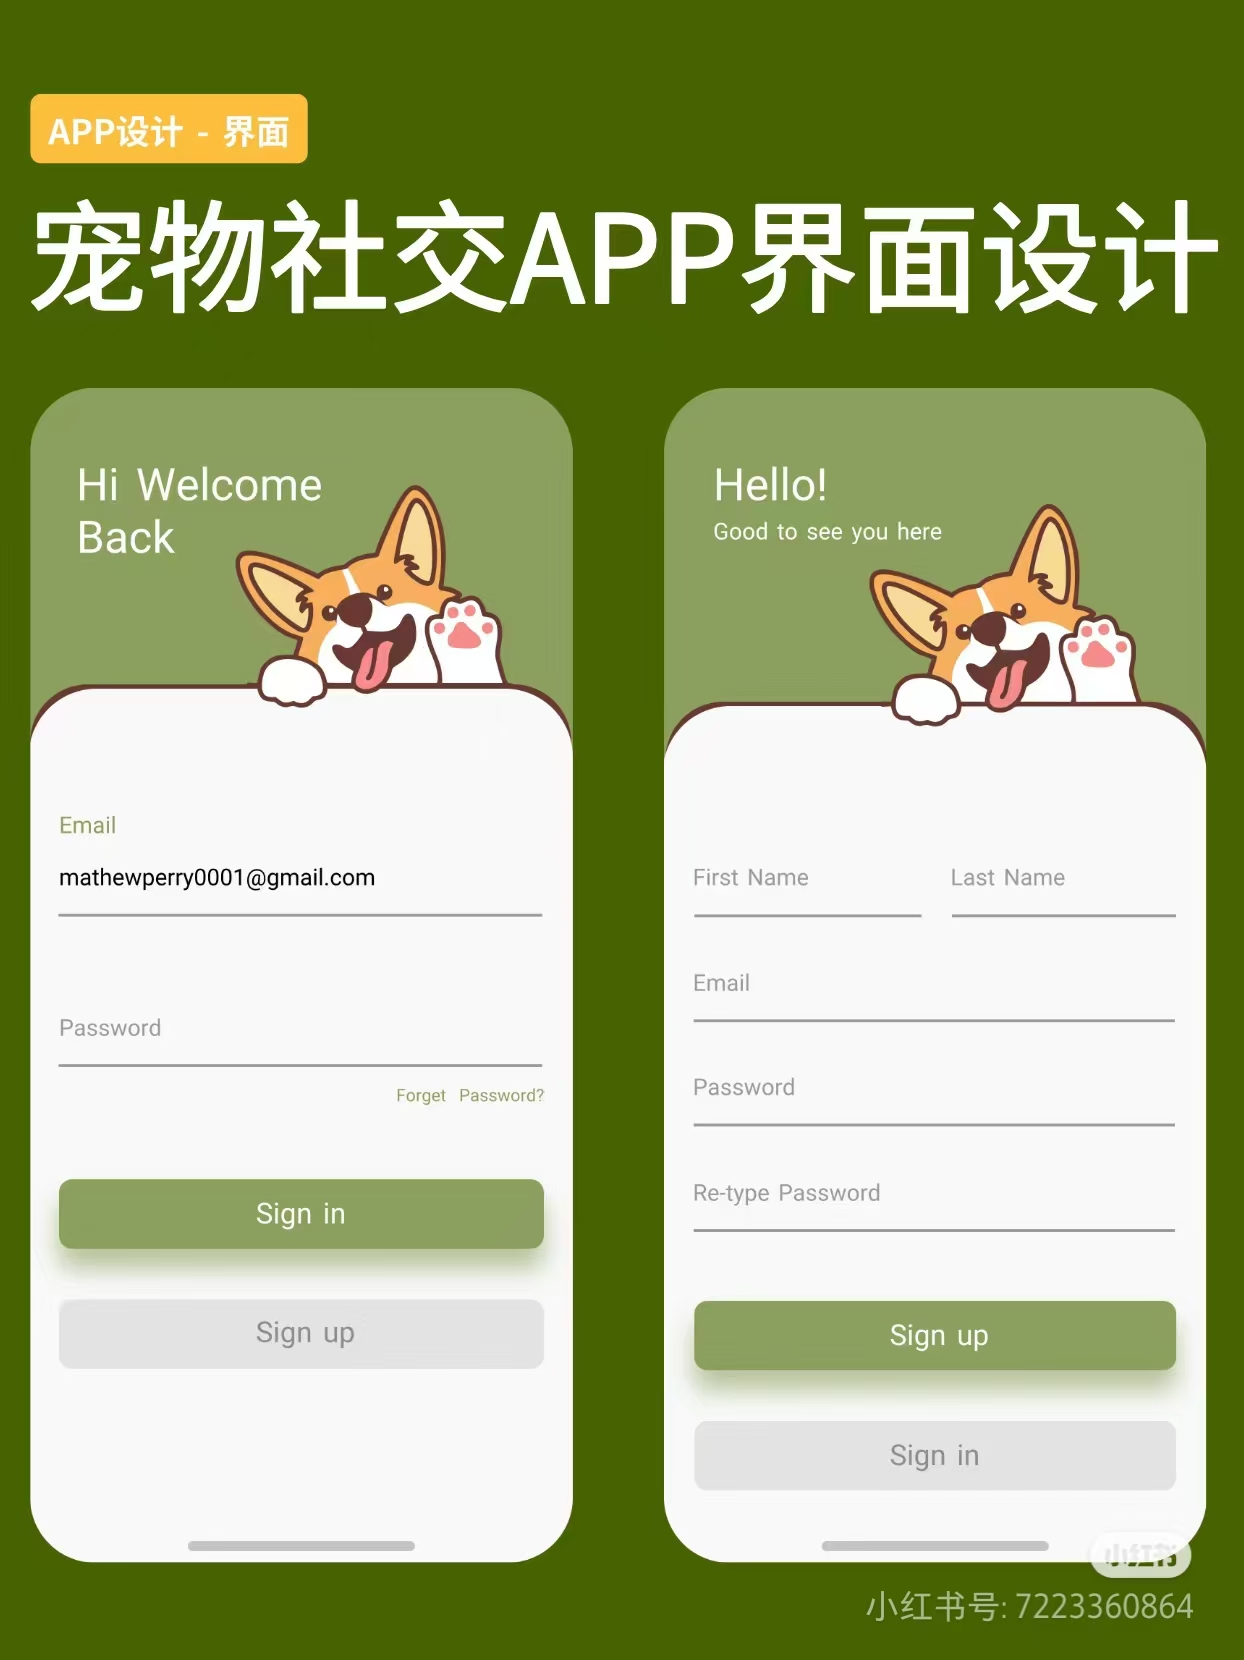 APP设计 - 界面
宠物社交APP界面设计
Hi Welcome
Back
Email
mathewperry0001@gmail.com
Password
Forget Password?
Sign in
Sign up
Hello!
Good to see you here
First Name Last Name
Email
Password
Re-type Password
Sign up
Sign in
小红书
小红书号: 7223360864